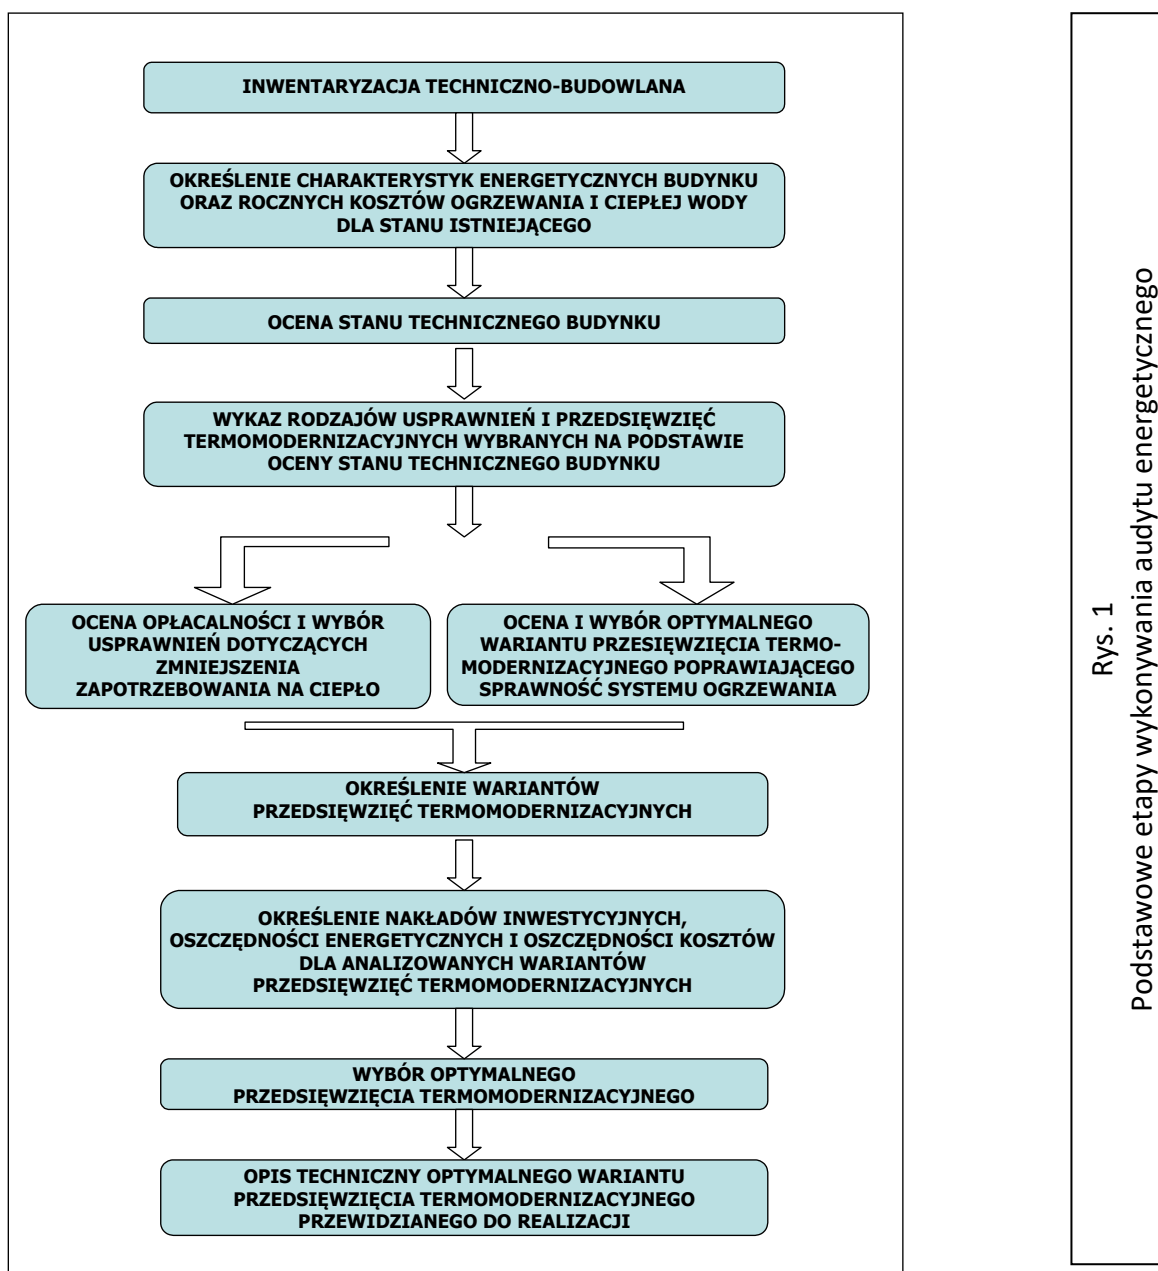 INWENTARYZACJA TECHNICZNO-BUDOWLANA
OKREŚLENIE CHARAKTERYSTYK ENERGETYCZNYCH BUDYNKU
ORAZ ROCZNYCH KOSZTÓW OGRZEWANIA I CIEPŁEJ WODY
DLA STANU ISTNIEJĄCEGO
OCENA STANU TECHNICZNEGO BUDYNKU
WYKAZ RODZAJÓW USPRAWNIEŃ I PRZEDSIĘWZIĘĆ
TERMOMODERNIZACYJNYCH WYBRANYCH NA PODSTAWIE
OCENY STANU TECHNICZNEGO BUDYNKU
OCENA OPŁACALNOŚCI I WYBÓR
USPRAWNIEŃ DOTYCZĄCYCH
ZMNIEJSZENIA
ZAPOTRZEBOWANIA NA CIEPŁO
OCENA I WYBÓR OPTYMALNEGO
WARIANTU PRZESIĘWZIĘCIA TERMO-
MODERNIZACYJNEGO POPRAWIAJĄCEGO
SPRAWNOŚĆ SYSTEMU OGRZEWANIA
OKREŚLENIE WARIANTÓW
PRZEDSIĘWZIĘĆ TERMOMODERNIZACYJNYCH
OKREŚLENIE NAKŁADÓW INWESTYCYJNYCH,
OSZCZĘDNOŚCI ENERGETYCZNYCH I OSZCZĘDNOŚCI KOSZTÓW
DLA ANALIZOWANYCH WARIANTÓW
PRZEDSIĘWZIĘĆ TERMOMODERNIZACYJNYCH
WYBÓR OPTYMALNEGO
PRZEDSIĘWZIĘCIA TERMOMODERNIZACYJNEGO
OPIS TECHNICZNY OPTYMALNEGO WARIANTU
PRZEDSIĘWZIĘCIA TERMOMODERNIZACYJNEGO
PRZEWIDZIANEGO DO REALIZACJI
Rys. 1
Podstawowe etapy wykonywania audytu energetycznego